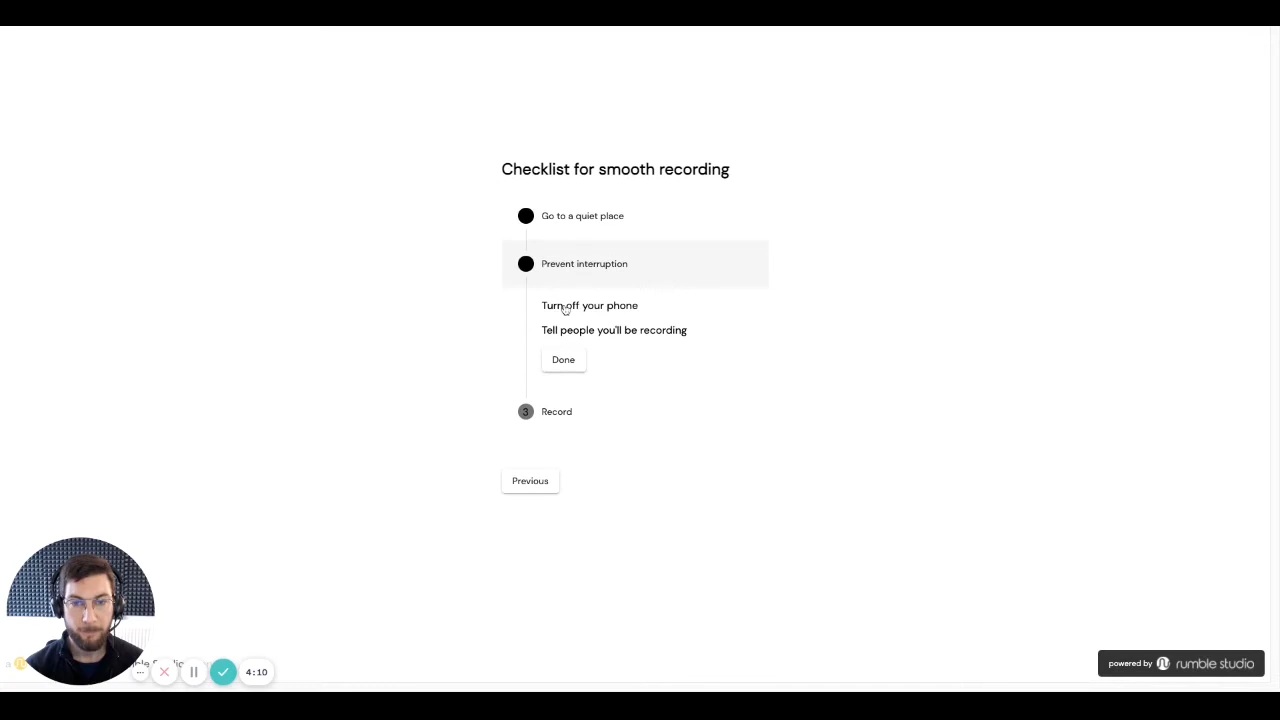 Checklist for smooth recording
Go to a quiet place
Prevent interruption
Turn off your phone
Tell people you'll be recording
Done
3 Record
Previous
4:10
powered by rumble studio